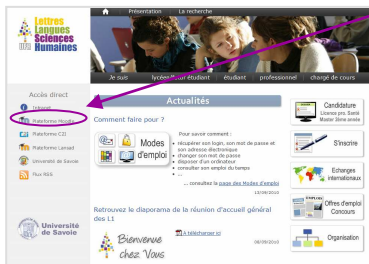 Présentation
La recherche
Lettres
Langues
Sciences
Humaines
Je suis
lycéen
étudiant
professionnel
chargé de cours
Accès direct
Intranet
Plateforme Moodle
Plateforme C2I
Plateforme Lansad
Université de Savoie
Flux RSS
Université
de Savoie
Actualités
Comment faire pour ?
Modes
d'emploi
Pour savoir comment :
récupérer son login, son mot de passe et
son adresse électronique
changer son mot de passe
disposer d'un ordinateur
consulter son emploi du temps
...
... consultez la page des Modes d'emploi
13/09/2010
Retrouvez le diaporama de la réunion d'accueil général
des L1
Bienvenue
chez Vous
A télécharger ici
08/09/2010
Candidature
Licence pro, Santé
Master 2ème année
S'inscrire
Echanges
internationaux
Offres d'emploi
Concours
Organisation